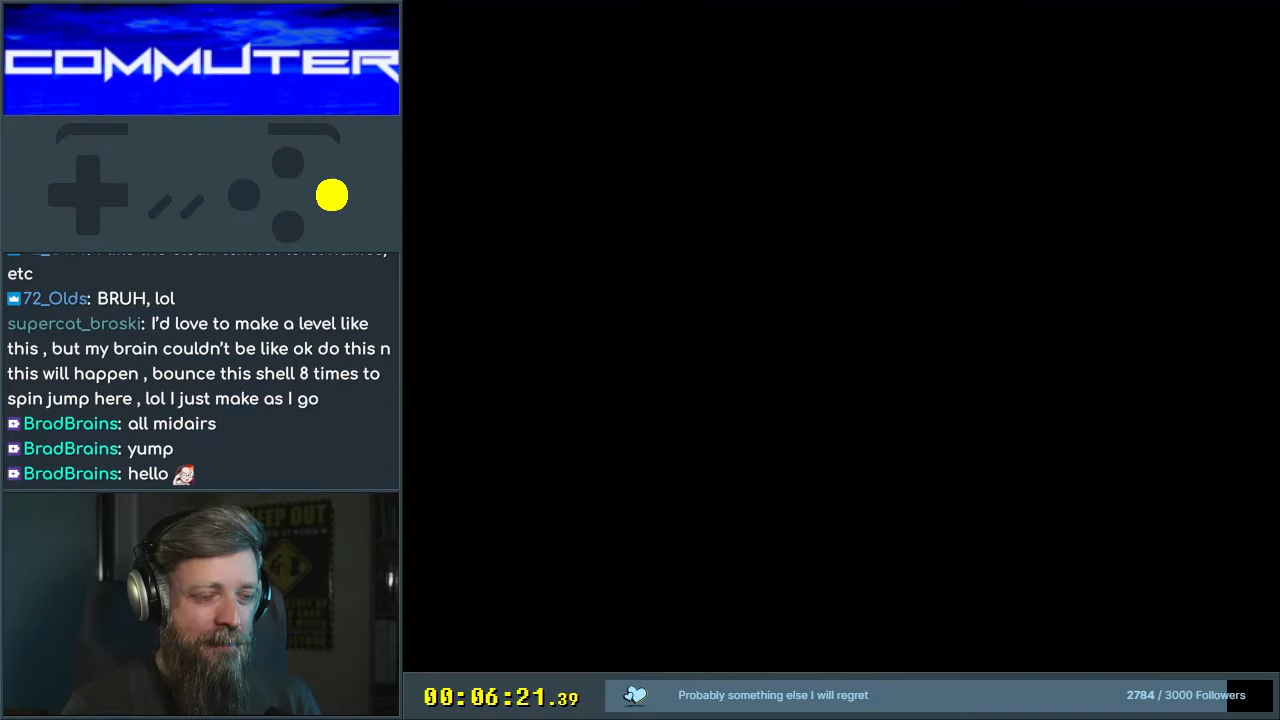 COMMUTER
etc
72_Olds: BRUH, lol
supercat_broski: I'd love to make a level like
this , but my brain couldn't be like ok do this n
this will happen , bounce this shell 8 times to
spin jump here , lol I just make as I go
BradBrains: all midairs
BradBrains: yump
BradBrains: hello
KEEP OUT
00:06:21.39
Probably something else I will regret
2784 / 3000 Followers